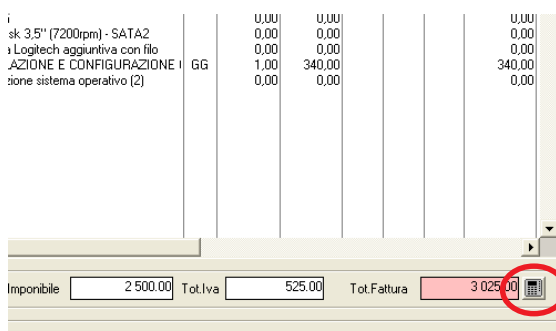 0,00 0,00 0,00
sk 3,5" (7200rpm) - SATA2 0,00 0,00 0,00
a Logitech aggiuntiva con filo 0,00 0,00 0,00
AZIONE E CONFIGURAZIONE GG 1,00 340,00 340,00
zione sistema operativo (2) 0,00 0,00 0,00
Imponibile 2 500.00 Tot.Iva 525.00 Tot.Fattura 3 025.00